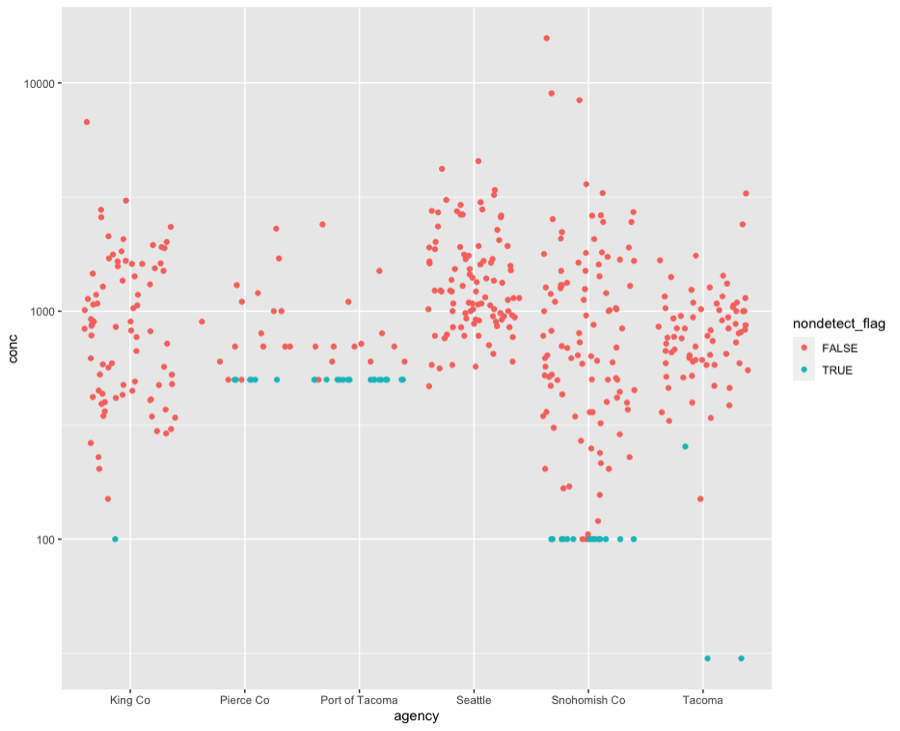 10000
1000
100
conc
King Co Pierce Co Port of Tacoma Seattle Snohomish Co Tacoma
agency
nondetect_flag
FALSE
TRUE